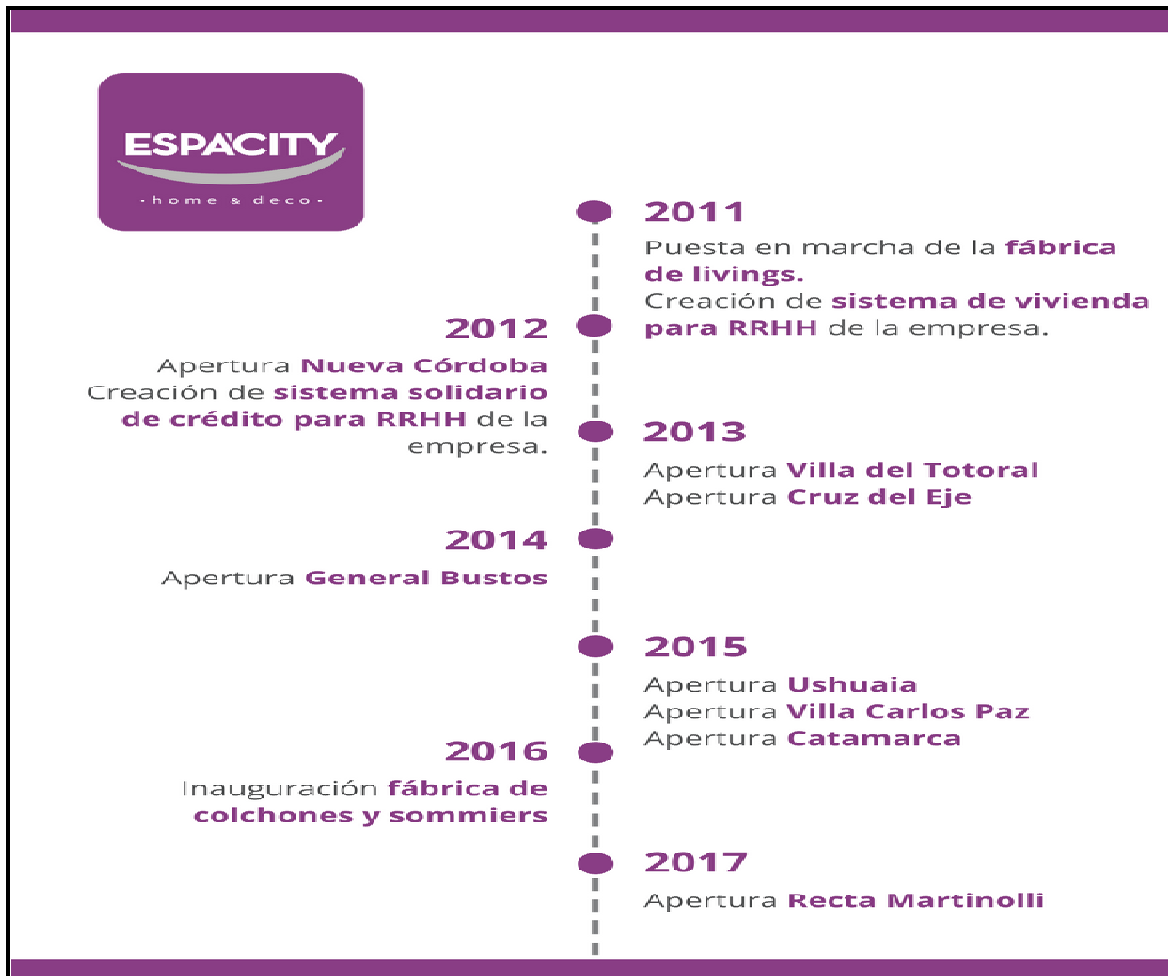 ESPACITY
-home & deco-
2011
Puesta en marcha de la fábrica
de livings.
Creación de sistema de vivienda
para RRHH de la empresa.
2012
Apertura Nueva Córdoba
Creación de sistema solidario
de crédito para RRHH de la
empresa.
2013
Apertura Villa del Totoral
Apertura Cruz del Eje
2014
Apertura General Bustos
2015
Apertura Ushuaia
Apertura Villa Carlos Paz
Apertura Catamarca
2016
Inauguración fábrica de
colchones y sommiers
2017
Apertura Recta Martinolli